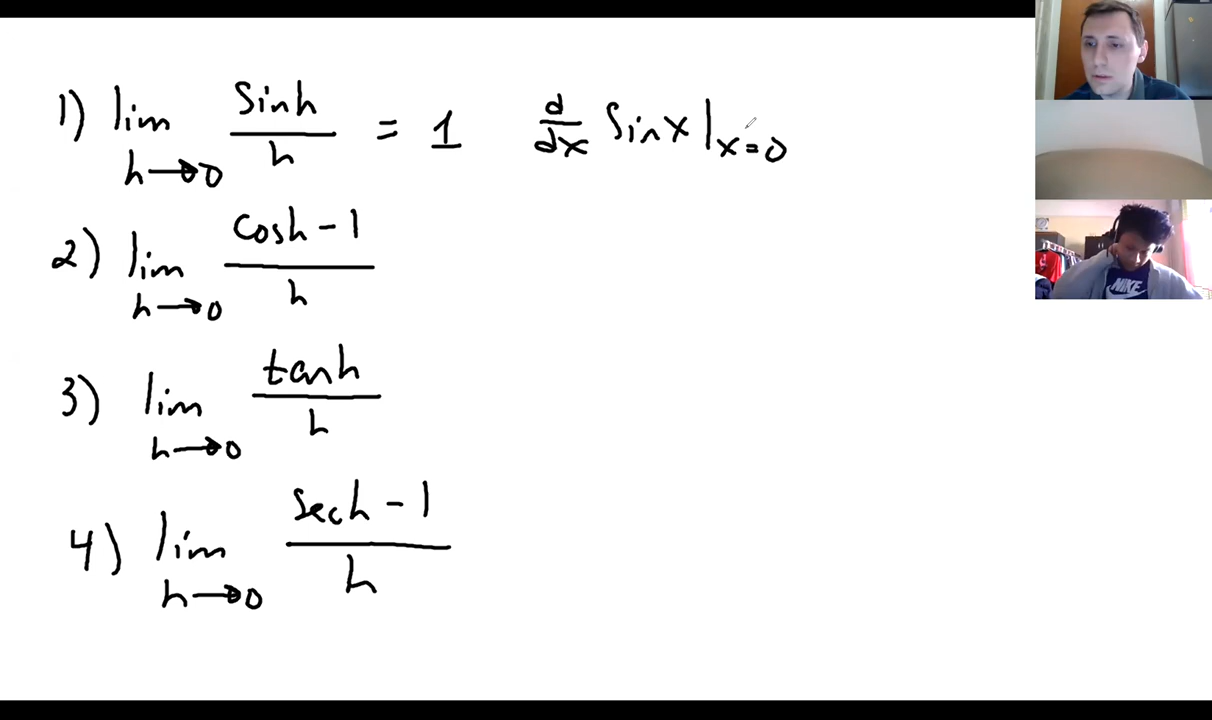 1) lim h→0 sinh/h = 1 d/dx sinx|x=0
2) lim h→0 cosh-1/h
3) lim h→0 tanh/h
4) lim h→0 sech-1/h
NIKE